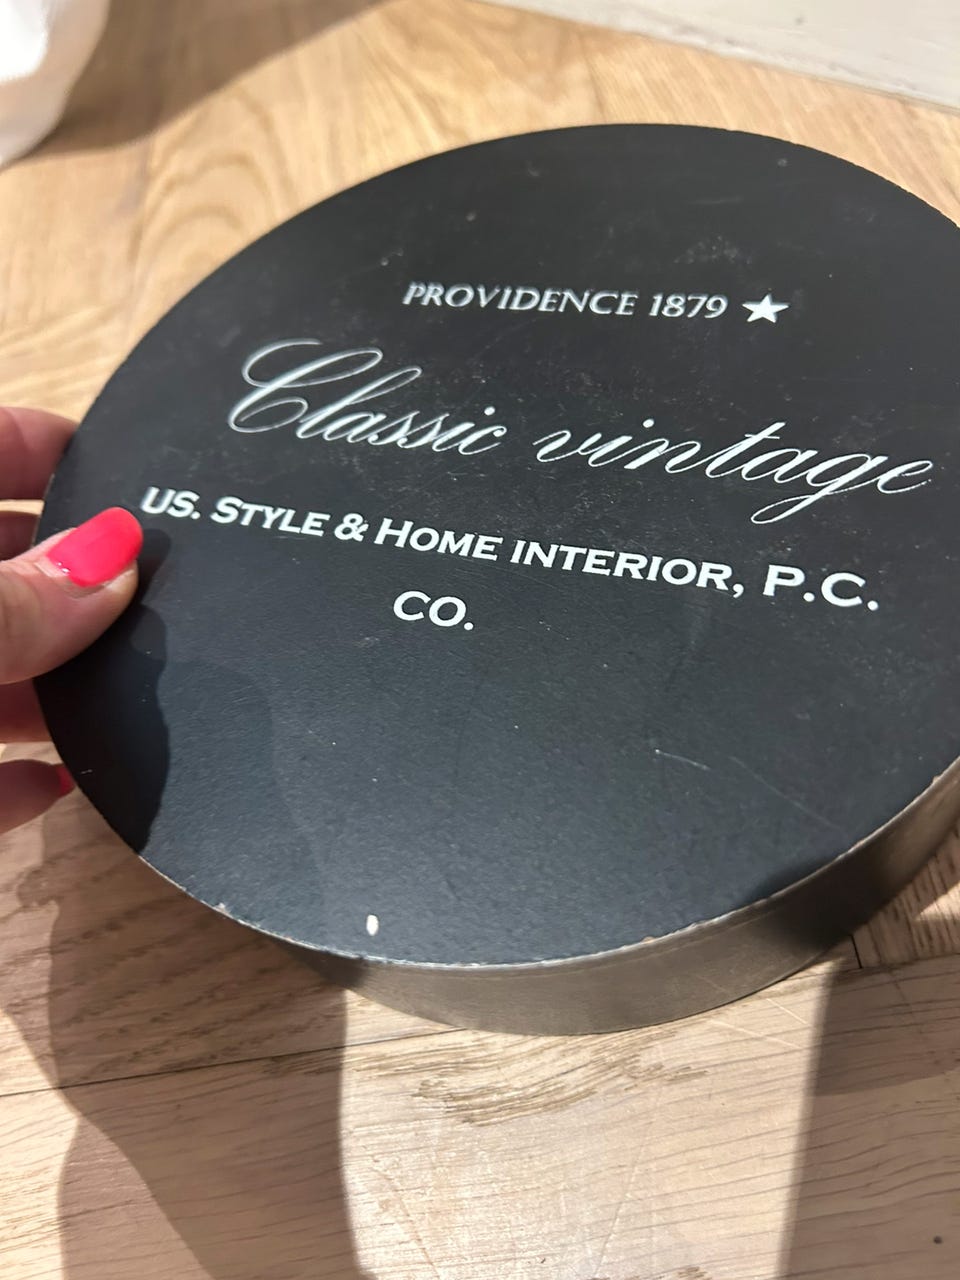 PROVIDENCE 1879 ★
Classic vintage
US. STYLE & HOME INTERIOR, P.C.
CO.